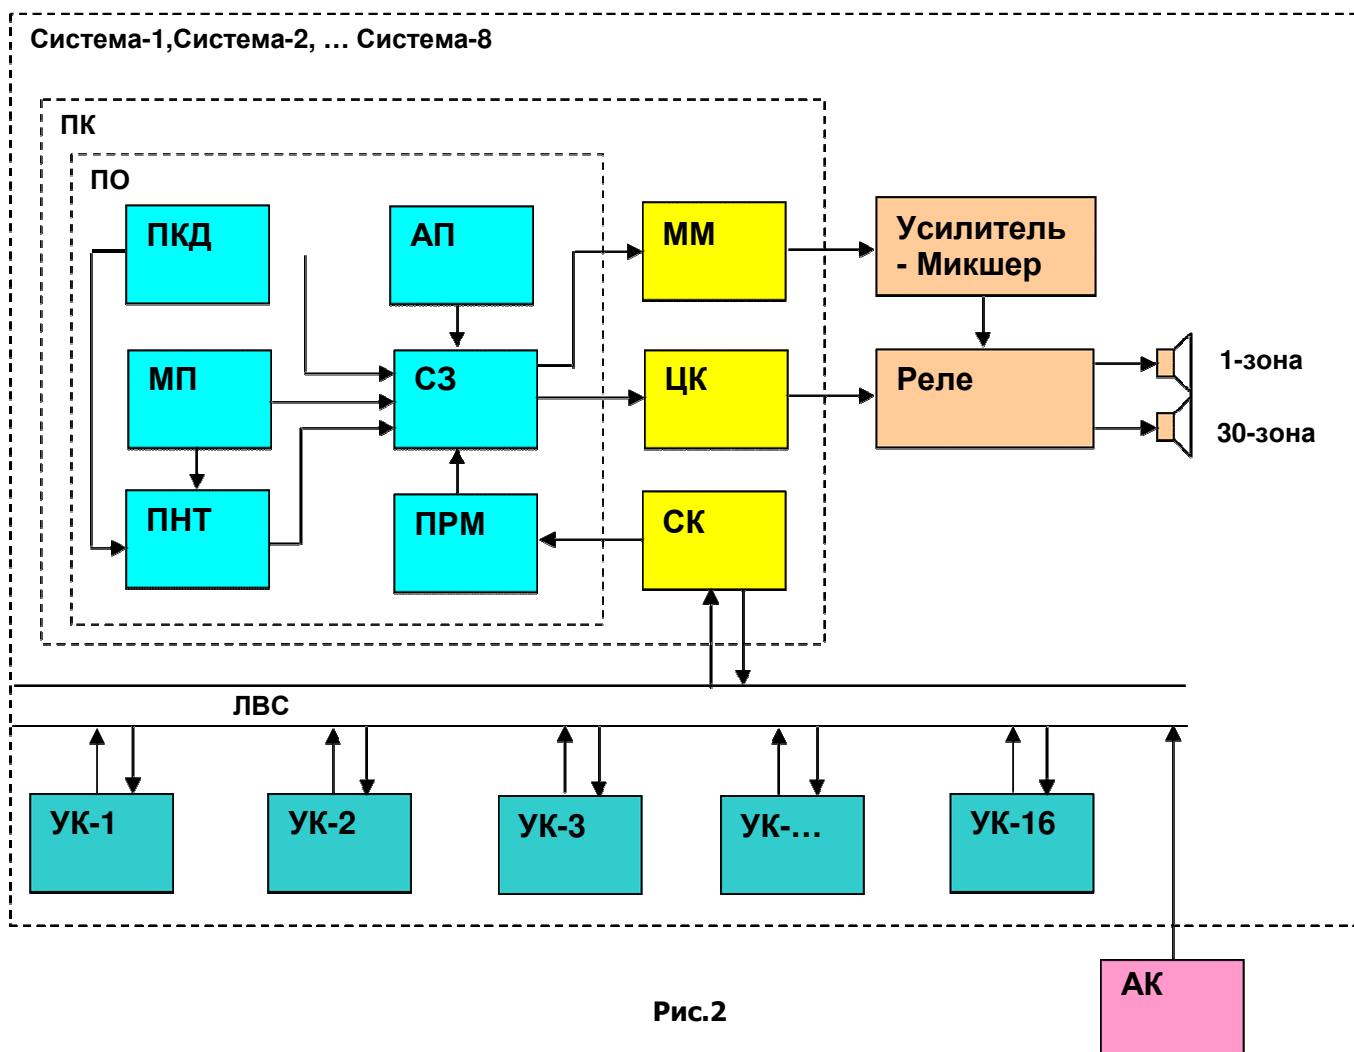 Система-1,Система-2, ... Система-8
ПК
ПО
ПКД
АП
ММ
Усилитель
- Микшер
МП
СЗ
ЦК
Реле
1-зона
30-зона
ПНТ
ПРМ
СК
ЛВС
УК-1
УК-2
УК-3
УК-...
УК-16
АК
Рис.2